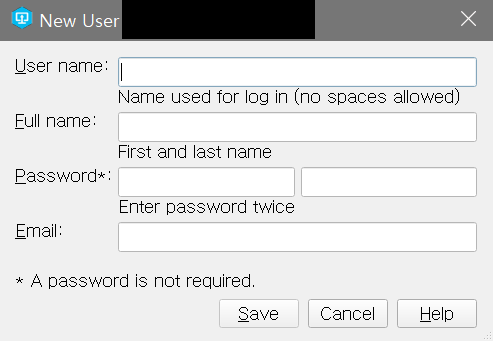 New User
User name:
Name used for log in (no spaces allowed)
Full name:
First and last name
Password*:
Enter password twice
Email:
* A password is not required.
Save Cancel Help